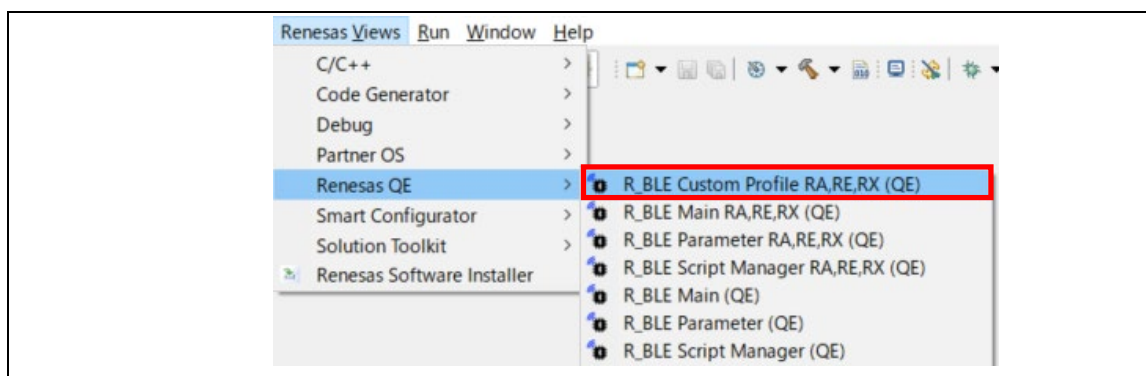 Renesas Views Run Window Help
C/C++ >
Code Generator >
Debug >
Partner OS >
Renesas QE >
Smart Configurator >
Solution Toolkit >
Renesas Software Installer
R_BLE Custom Profile RA,RE,RX (QE)
R_BLE Main RA,RE,RX (QE)
R_BLE Parameter RA,RE,RX (QE)
R_BLE Script Manager RA,RE,RX (QE)
R_BLE Main (QE)
R_BLE Parameter (QE)
R_BLE Script Manager (QE)